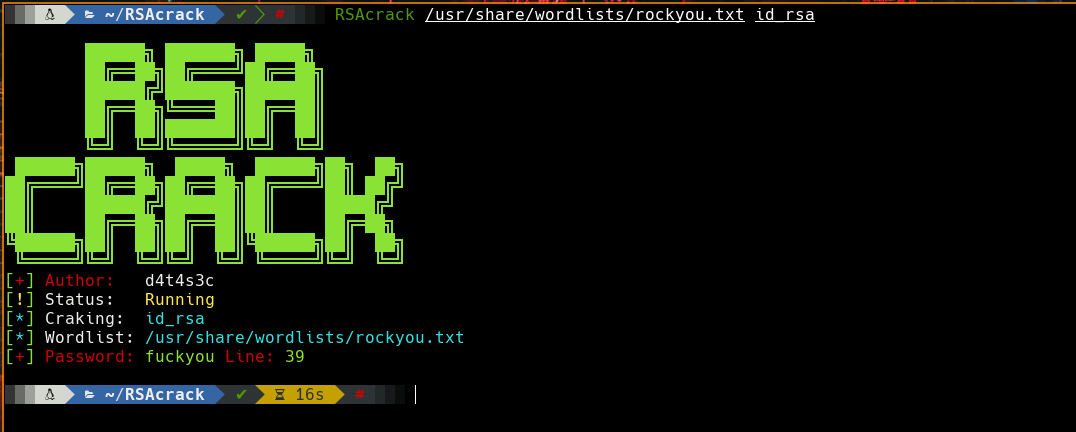 ~/RSAcrack ✔ # RSAcrack /usr/share/wordlists/rockyou.txt id_rsa
RSA
CRACK
[+] Author: d4t4s3c
[!] Status: Running
[*] Craking: id_rsa
[*] Wordlist: /usr/share/wordlists/rockyou.txt
[+] Password: fuckyou Line: 39
~/RSAcrack ✔ 16s #